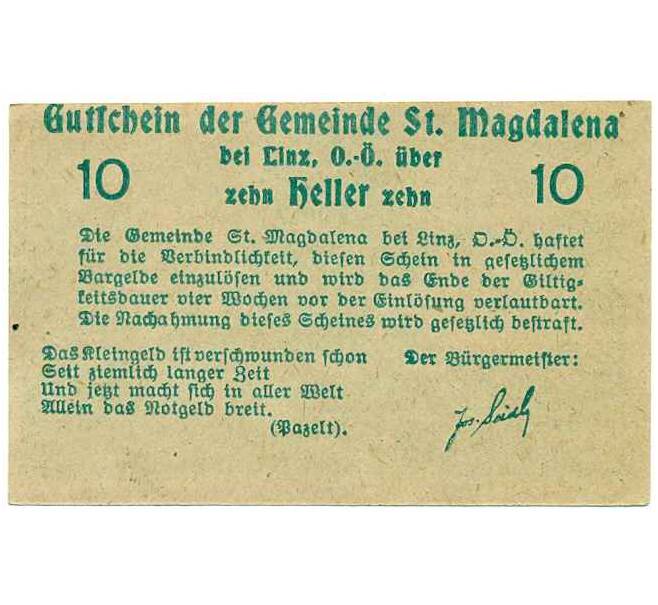 Gutschein der Gemeinde St. Magdalena
bei Linz, O.-Ö. über
10 zehn Heller zehn 10
Die Gemeinde St. Magdalena bei Linz, O.-Ö. haftet
für die Verbindlichkeit, diesen Schein in gesetzlichem
Bargelde einzulösen und wird das Ende der Giltig-
keitsdauer vier Wochen vor der Einlösung verlautbart.
Die Nachahmung dieses Scheines wird gesetzlich bestraft.
Das Kleingeld ist verschwunden schon
Seit ziemlich langer Zeit
Und jetzt macht sich in aller Welt
Allein das Notgeld breit.
(Pazelt).
Der Bürgermeister:
Jos.